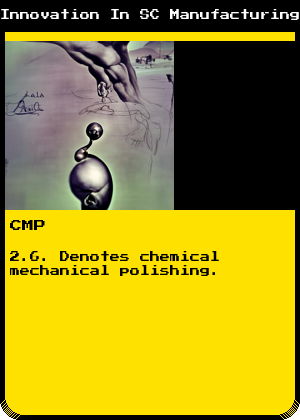 Innovation In SC Manufacturing
CMP
2.G. Denotes chemical
mechanical polishing.